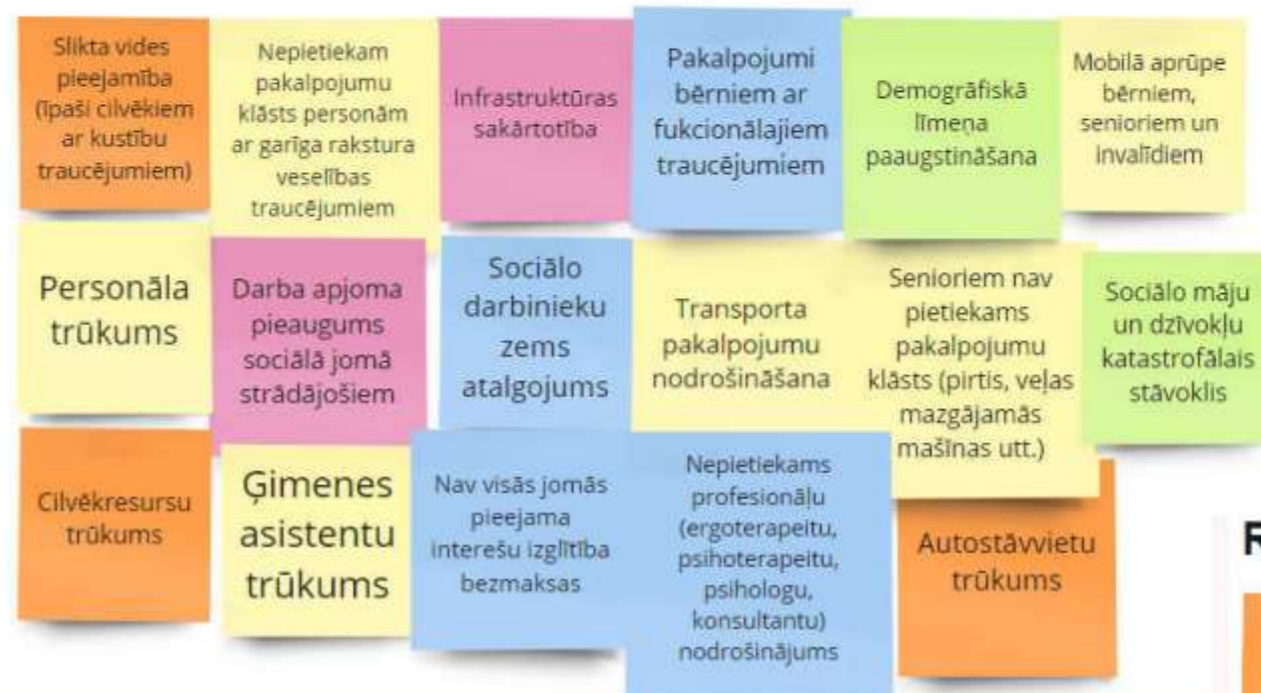 Slikta vides
pieejamība
(īpaši cilvēkiem
ar kustību
traucējumiem)
Nepietiekam
pakalpojumu
klāsts personām
ar garīga rakstura
veselības
traucējumiem
Infrastruktūras
sakārtotība
Pakalpojumi
bērniem ar
fukcionālajiem
traucējumiem
Demogrāfiskā
līmeņa
paaugstināšana
Mobilā aprūpe
bērniem,
senioriem un
invalīdiem
Personāla
trūkums
Darba apjoma
pieaugums
sociālā jomā
strādājošiem
Sociālo
darbinieku
zems
atalgojums
Transporta
pakalpojumu
nodrošināšana
Senioriem nav
pietiekams
pakalpojumu
klāsts (pirtis, veļas
mazgājamās
mašīnas utt.)
Sociālo māju
un dzīvokļu
katastrofālais
stāvoklis
Cilvēkresursu
trūkums
Ģimenes
asistentu
trūkums
Nav visās jomās
pieejama
interešu izglītība
bezmaksas
Nepietiekams
profesionāļu
(ergoterapeitu,
psihoterapeitu,
psihologu,
konsultantu)
nodrošinājums
Autostāvvietu
trūkums
R